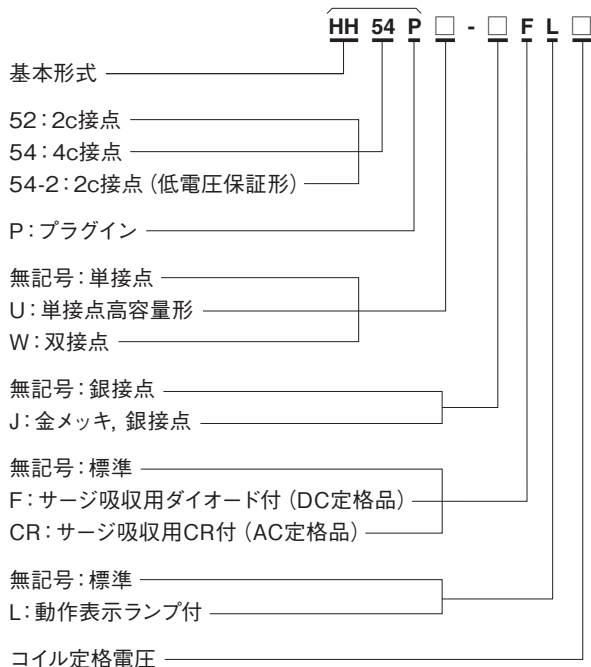 HH 54 P □ - □ F L □
基本形式
52：2c接点
54：4c接点
54-2：2c接点（低電圧保証形）
P：プラグイン
無記号：単接点
U：単接点高容量形
W：双接点
無記号：銀接点
J：金メッキ, 銀接点
無記号：標準
F：サージ吸収用ダイオード付（DC定格品）
CR：サージ吸収用CR付（AC定格品）
無記号：標準
L：動作表示ランプ付
コイル定格電圧